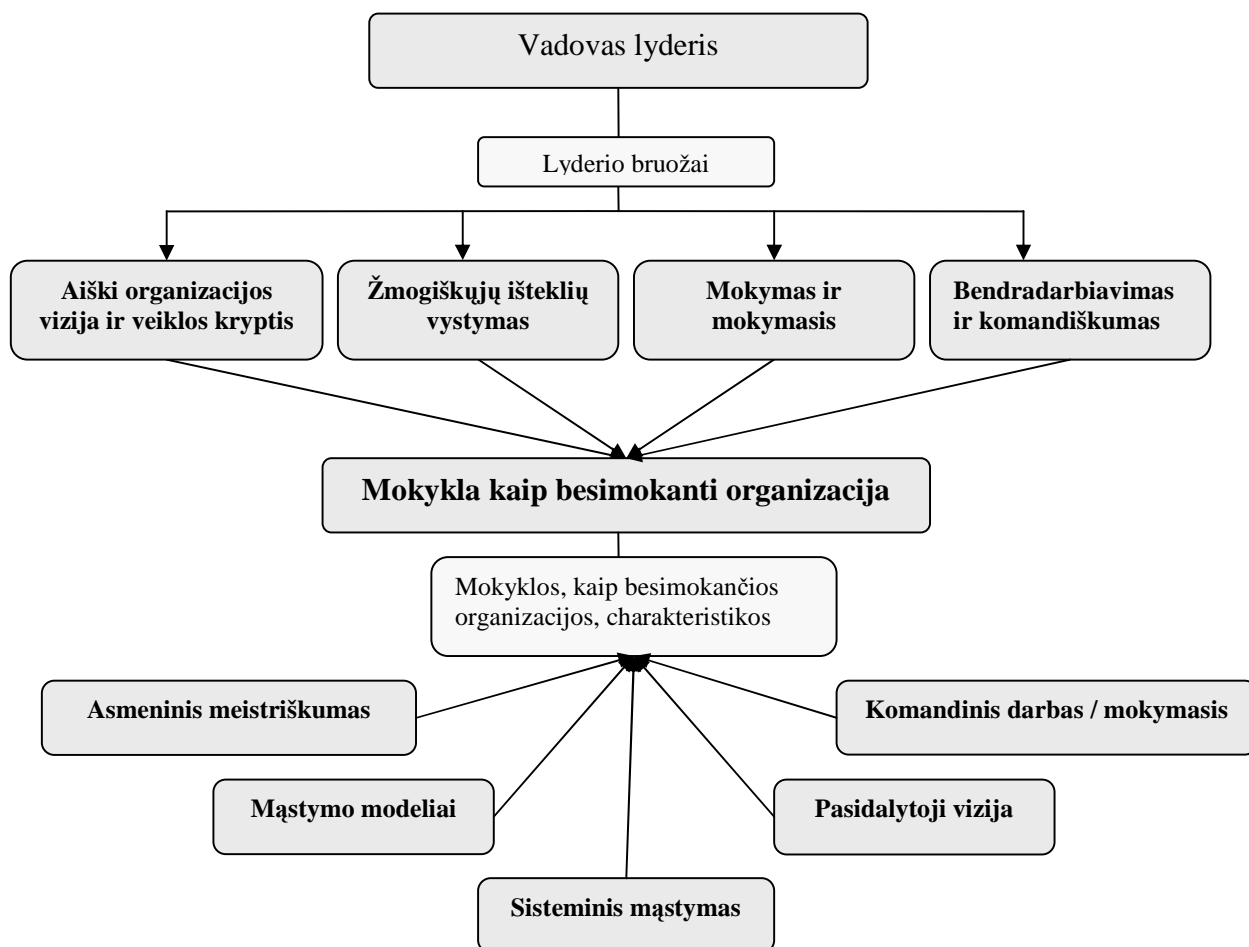 Vadovas lyderis
Lyderio bruožai
Aiški organizacijos
vizija ir veiklos kryptis
Žmogiškųjų išteklių
vystymas
Mokymas ir
mokymasis
Bendradarbiavimas
ir komandiškumas
Mokykla kaip besimokanti organizacija
Mokyklos, kaip besimokančios
organizacijos, charakteristikos
Asmeninis meistriškumas
Komandinis darbas / mokymasis
Mąstymo modeliai
Pasidalytoji vizija
Sisteminis mąstymas